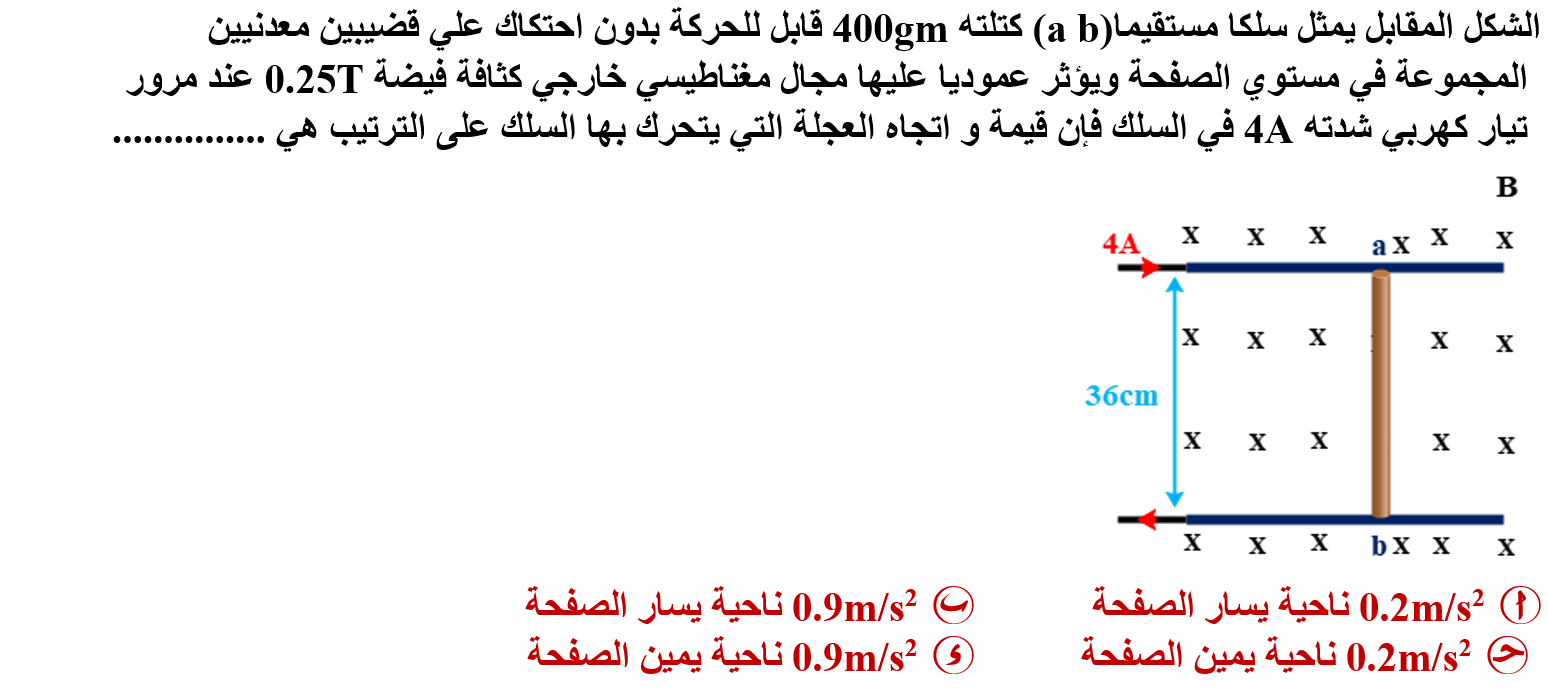 الشكل المقابل يمثل سلكا مستقيما(a b) كتلته 400gm قابل للحركة بدون احتكاك علي قضيبين معدنيين
المجموعة في مستوي الصفحة ويؤثر عموديا عليها مجال مغناطيسي خارجي كثافة فيضة 0.25T عند مرور
تيار كهربي شدته 4A في السلك فإن قيمة و اتجاه العجلة التي يتحرك بها السلك على الترتيب هي ...............
B
4A X X X a X X X
X X X X X
36cm
X X X X X
X X X b X X X
أ 0.2m/s² ناحية يسار الصفحة ب 0.9m/s² ناحية يسار الصفحة
ج 0.2m/s² ناحية يمين الصفحة د 0.9m/s² ناحية يمين الصفحة